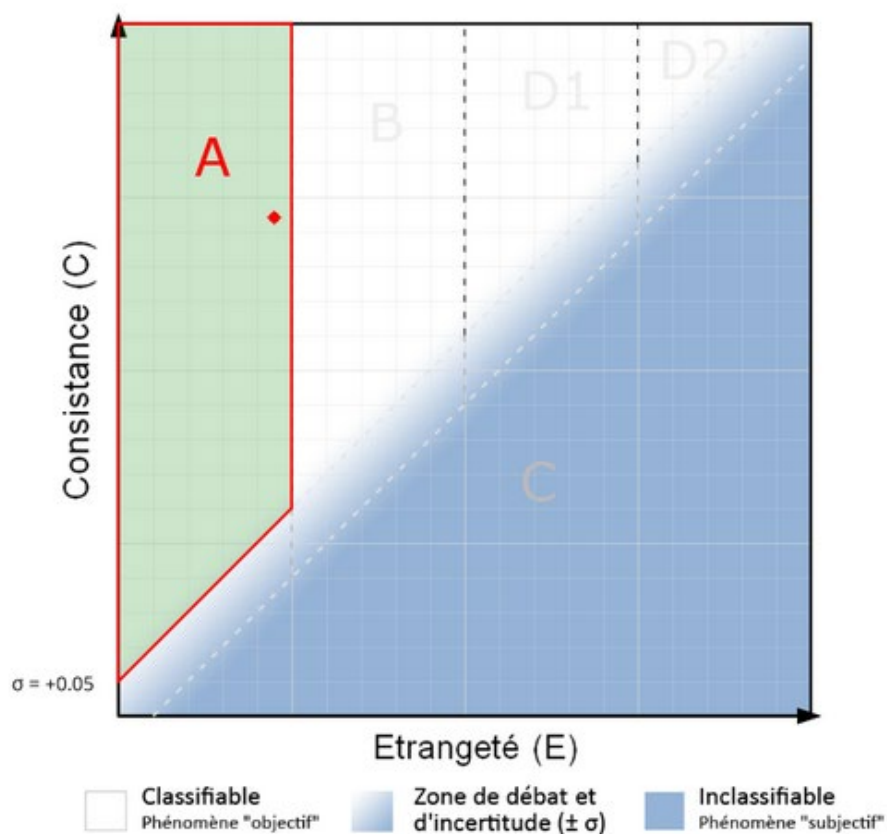 D2
D1
B
A
Consistance (C)
C
σ = +0.05
Etrangeté (E)
Classifiable
Phénomène "objectif"
Zone de débat et
d'incertitude (± σ)
Inclassifiable
Phénomène "subjectif"